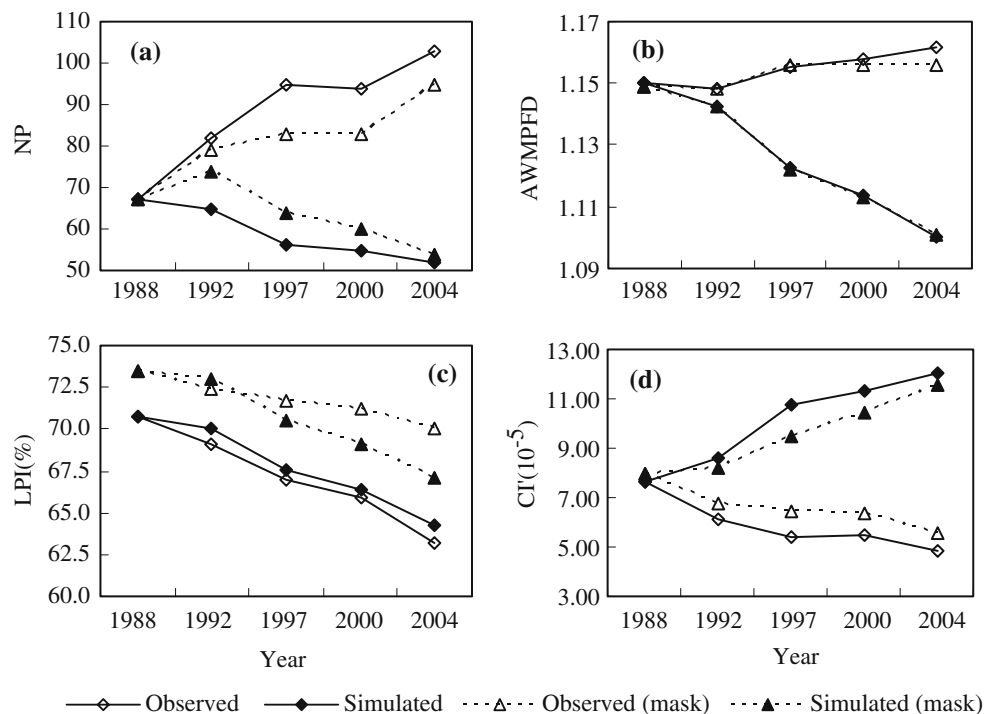 (a)
NP
110
100
90
80
70
60
50
1988 1992 1997 2000 2004
(b)
AWMPFD
1.17
1.15
1.13
1.11
1.09
1988 1992 1997 2000 2004
(c)
LPI(%)
75.0
72.5
70.0
67.5
65.0
62.5
60.0
1988 1992 1997 2000 2004
Year
(d)
CI'(10⁻⁵)
13.00
11.00
9.00
7.00
5.00
3.00
1988 1992 1997 2000 2004
Year
Observed Simulated Observed (mask) Simulated (mask)